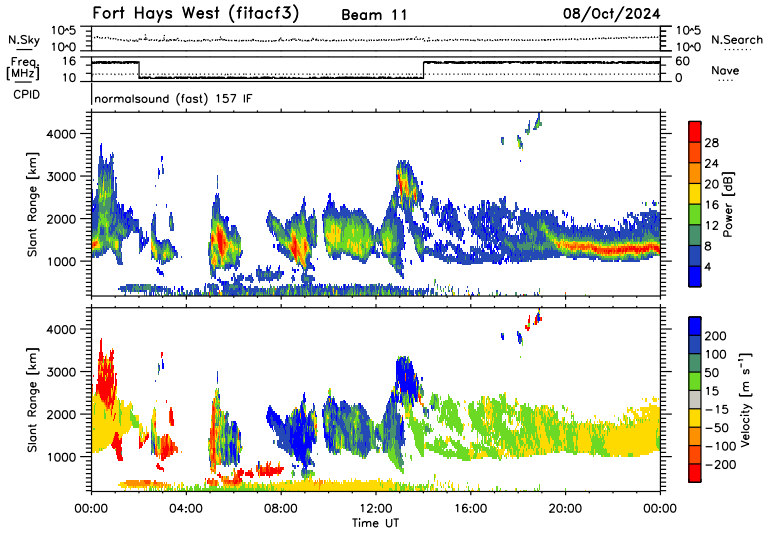 Fort Hays West (fitacf3) Beam 11 08/Oct/2024
N.Sky 10^5 10^0 10^5 10^0 N.Search
Freq. [MHz] 16 10 60 0 Nave
CPID normalsound (fast) 157 IF
Slant Range [km] 4000 3000 2000 1000
28 24 20 16 12 8 4 Power [dB]
Slant Range [km] 4000 3000 2000 1000
200 100 50 15 −15 −50 −100 −200 Velocity [m s⁻¹]
00:00 04:00 08:00 12:00 16:00 20:00 00:00
Time UT